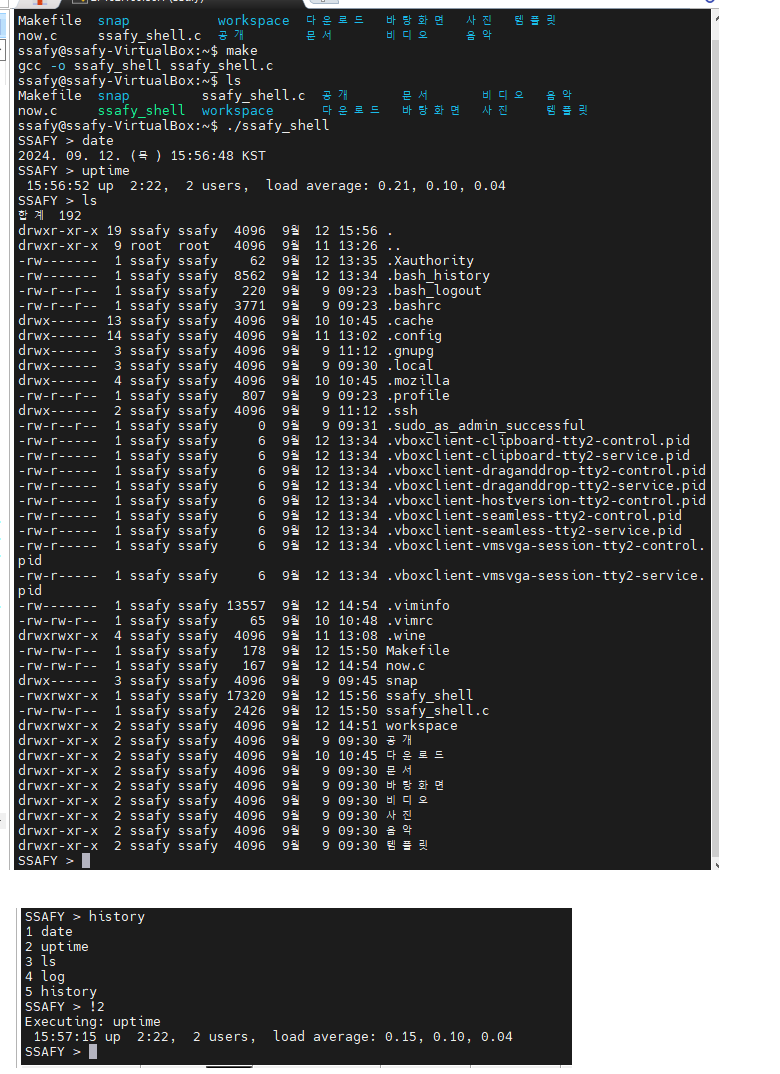 Makefile snap workspace 다운로드 바탕화면 사진 템플릿
now.c ssafy_shell.c 공개 문서 비디오 음악
ssafy@ssafy-VirtualBox:~$ make
gcc -o ssafy_shell ssafy_shell.c
ssafy@ssafy-VirtualBox:~$ ls
Makefile snap ssafy_shell.c 공개 문서 비디오 음악
now.c ssafy_shell workspace 다운로드 바탕화면 사진 템플릿
ssafy@ssafy-VirtualBox:~$ ./ssafy_shell
SSAFY > date
2024. 09. 12. (목) 15:56:48 KST
SSAFY > uptime
15:56:52 up 2:22, 2 users, load average: 0.21, 0.10, 0.04
SSAFY > ls
합계 192
drwxr-xr-x 19 ssafy ssafy 4096 9월 12 15:56 .
drwxr-xr-x 9 root root 4096 9월 11 13:26 ..
-rw------- 1 ssafy ssafy 62 9월 12 13:35 .Xauthority
-rw------- 1 ssafy ssafy 8562 9월 12 13:34 .bash_history
-rw-r--r-- 1 ssafy ssafy 220 9월 9 09:23 .bash_logout
-rw-r--r-- 1 ssafy ssafy 3771 9월 9 09:23 .bashrc
drwx------ 13 ssafy ssafy 4096 9월 10 10:45 .cache
drwx------ 14 ssafy ssafy 4096 9월 11 13:02 .config
drwx------ 3 ssafy ssafy 4096 9월 9 11:12 .gnupg
drwx------ 3 ssafy ssafy 4096 9월 9 09:30 .local
drwx------ 4 ssafy ssafy 4096 9월 10 10:45 .mozilla
-rw-r--r-- 1 ssafy ssafy 807 9월 9 09:23 .profile
drwx------ 2 ssafy ssafy 4096 9월 9 11:12 .ssh
-rw-r--r-- 1 ssafy ssafy 0 9월 9 09:31 .sudo_as_admin_successful
-rw-r----- 1 ssafy ssafy 6 9월 12 13:34 .vboxclient-clipboard-tty2-control.pid
-rw-r----- 1 ssafy ssafy 6 9월 12 13:34 .vboxclient-clipboard-tty2-service.pid
-rw-r----- 1 ssafy ssafy 6 9월 12 13:34 .vboxclient-draganddrop-tty2-control.pid
-rw-r----- 1 ssafy ssafy 6 9월 12 13:34 .vboxclient-draganddrop-tty2-service.pid
-rw-r----- 1 ssafy ssafy 6 9월 12 13:34 .vboxclient-hostversion-tty2-control.pid
-rw-r----- 1 ssafy ssafy 6 9월 12 13:34 .vboxclient-seamless-tty2-control.pid
-rw-r----- 1 ssafy ssafy 6 9월 12 13:34 .vboxclient-seamless-tty2-service.pid
-rw-r----- 1 ssafy ssafy 6 9월 12 13:34 .vboxclient-vmsvga-session-tty2-control.
pid
-rw-r----- 1 ssafy ssafy 6 9월 12 13:34 .vboxclient-vmsvga-session-tty2-service.
pid
-rw------- 1 ssafy ssafy 13557 9월 12 14:54 .viminfo
-rw-rw-r-- 1 ssafy ssafy 65 9월 10 10:48 .vimrc
drwxrwxr-x 4 ssafy ssafy 4096 9월 11 13:08 .wine
-rw-rw-r-- 1 ssafy ssafy 178 9월 12 15:50 Makefile
-rw-rw-r-- 1 ssafy ssafy 167 9월 12 14:54 now.c
drwx------ 3 ssafy ssafy 4096 9월 9 09:45 snap
-rwxrwxr-x 1 ssafy ssafy 17320 9월 12 15:56 ssafy_shell
-rw-rw-r-- 1 ssafy ssafy 2426 9월 12 15:50 ssafy_shell.c
drwxrwxr-x 2 ssafy ssafy 4096 9월 12 14:51 workspace
drwxr-xr-x 2 ssafy ssafy 4096 9월 9 09:30 공개
drwxr-xr-x 2 ssafy ssafy 4096 9월 10 10:45 다운로드
drwxr-xr-x 2 ssafy ssafy 4096 9월 9 09:30 문서
drwxr-xr-x 2 ssafy ssafy 4096 9월 9 09:30 바탕화면
drwxr-xr-x 2 ssafy ssafy 4096 9월 9 09:30 비디오
drwxr-xr-x 2 ssafy ssafy 4096 9월 9 09:30 사진
drwxr-xr-x 2 ssafy ssafy 4096 9월 9 09:30 음악
drwxr-xr-x 2 ssafy ssafy 4096 9월 9 09:30 템플릿
SSAFY >
SSAFY > history
1 date
2 uptime
3 ls
4 log
5 history
SSAFY > !2
Executing: uptime
15:57:15 up 2:22, 2 users, load average: 0.15, 0.10, 0.04
SSAFY >